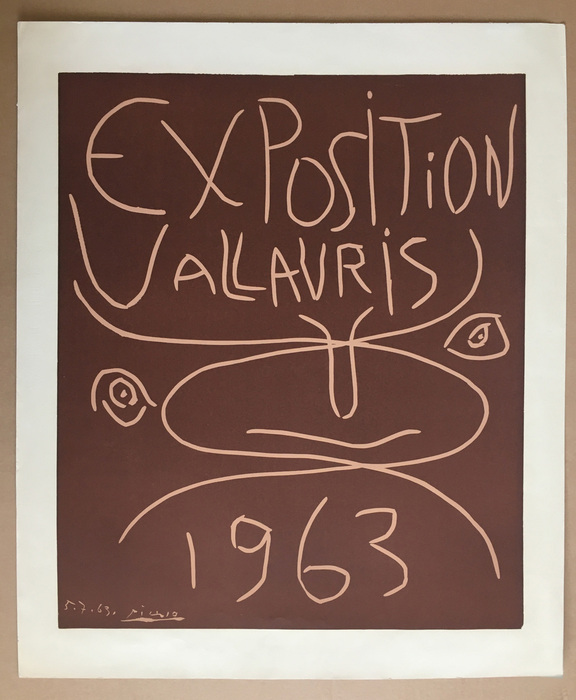 EXPOSITION
VALLAURIS
1963
5.7.63. Picasso